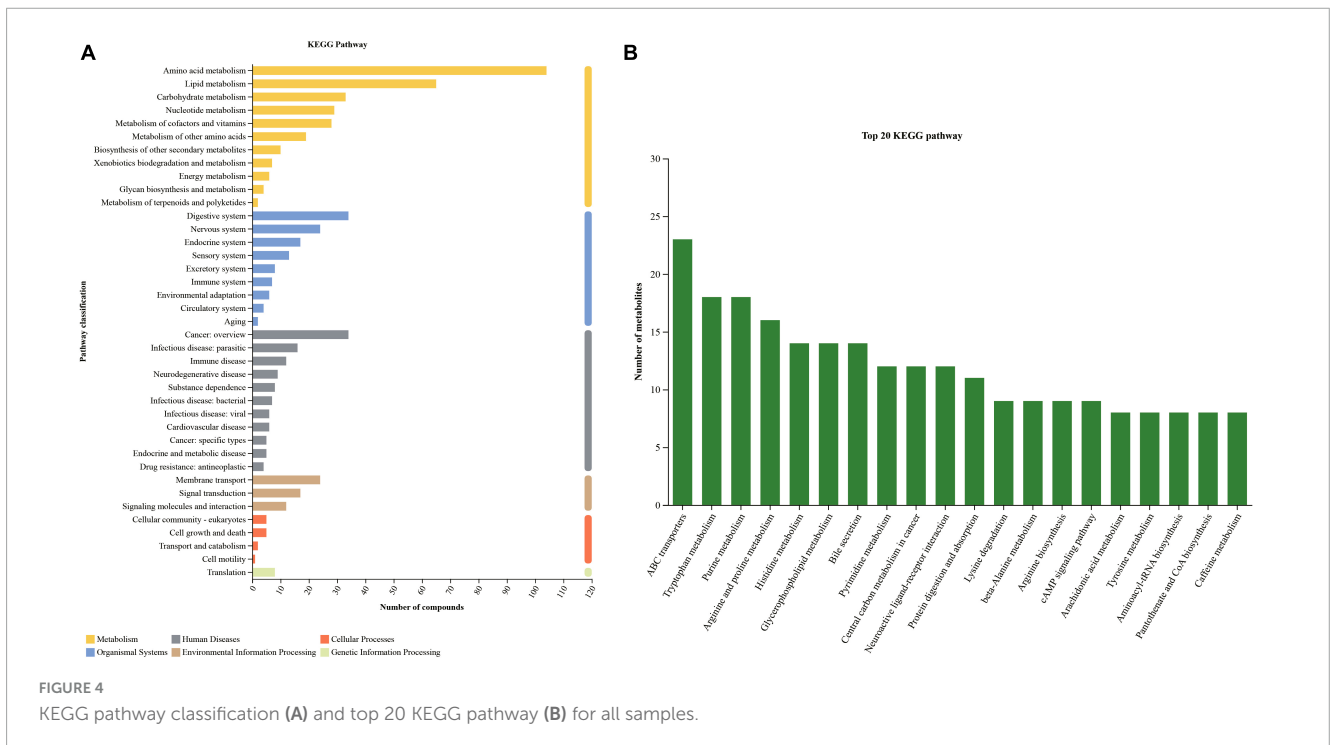 A
KEGG Pathway
Pathway classification
Amino acid metabolism
Lipid metabolism
Carbohydrate metabolism
Nucleotide metabolism
Metabolism of cofactors and vitamins
Metabolism of other amino acids
Biosynthesis of other secondary metabolites
Xenobiotics biodegradation and metabolism
Energy metabolism
Glycan biosynthesis and metabolism
Metabolism of terpenoids and polyketides
Digestive system
Nervous system
Endocrine system
Sensory system
Excretory system
Immune system
Environmental adaptation
Circulatory system
Aging
Cancer: overview
Infectious disease: parasitic
Immune disease
Neurodegenerative disease
Substance dependence
Infectious disease: bacterial
Infectious disease: viral
Cardiovascular disease
Cancer: specific types
Endocrine and metabolic disease
Drug resistance: antineoplastic
Membrane transport
Signal transduction
Signaling molecules and interaction
Cellular community - eukaryotes
Cell growth and death
Transport and catabolism
Cell motility
Translation
0 10 20 30 40 50 60 70 80 90 100 110 120
Number of compounds
Metabolism Human Diseases Cellular Processes
Organismal Systems Environmental Information Processing Genetic Information Processing
B
Top 20 KEGG pathway
Number of metabolites
30
25
20
15
10
5
0
ABC transporters
Tryptophan metabolism
Purine metabolism
Arginine and proline metabolism
Histidine metabolism
Glycerophospholipid metabolism
Bile secretion
Pyrimidine metabolism
Central carbon metabolism in cancer
Neuroactive ligand-receptor interaction
Protein digestion and absorption
Lysine degradation
beta-Alanine metabolism
Arginine biosynthesis
cAMP signaling pathway
Arachidonic acid metabolism
Tyrosine metabolism
Aminoacyl-tRNA biosynthesis
Pantothenate and CoA biosynthesis
Caffeine metabolism
FIGURE 4
KEGG pathway classification (A) and top 20 KEGG pathway (B) for all samples.